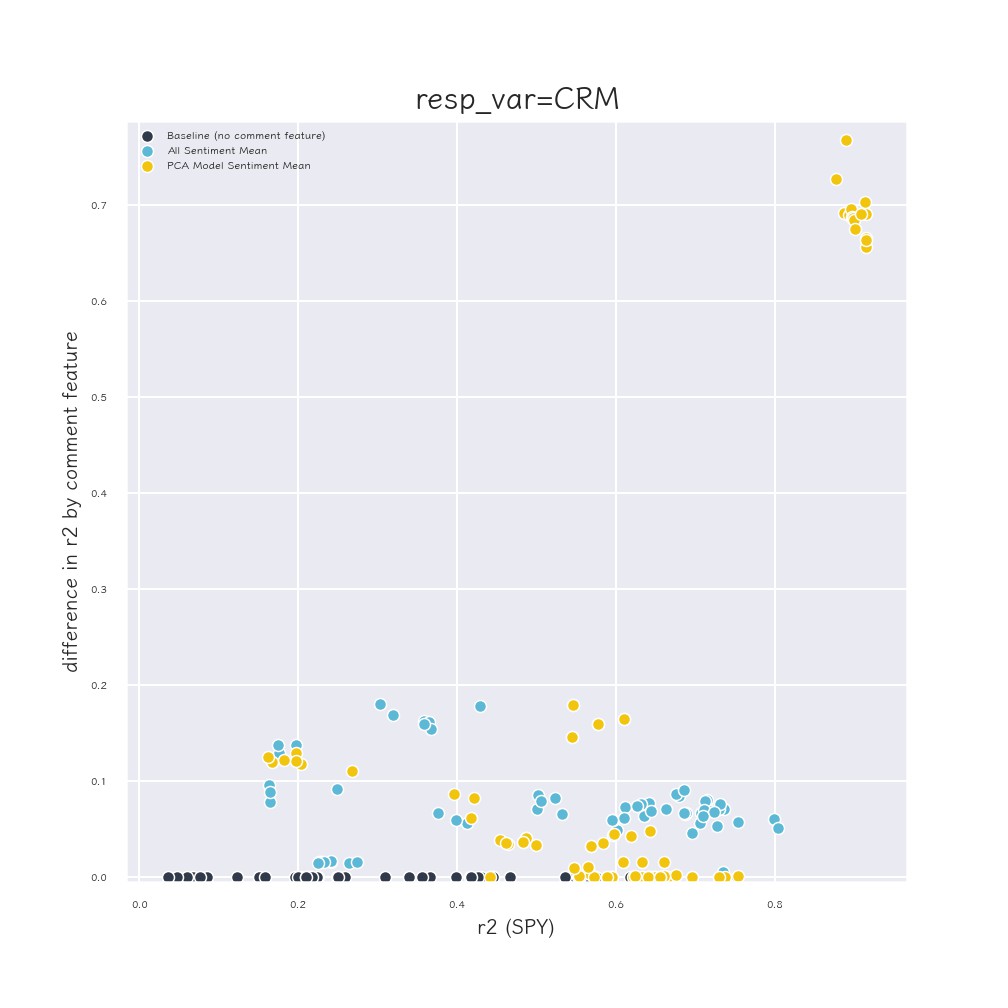 resp_var=CRM
Baseline (no comment feature)
All Sentiment Mean
PCA Model Sentiment Mean
difference in r2 by comment feature
0.7
0.6
0.5
0.4
0.3
0.2
0.1
0.0
0.0 0.2 0.4 0.6 0.8
r2 (SPY)